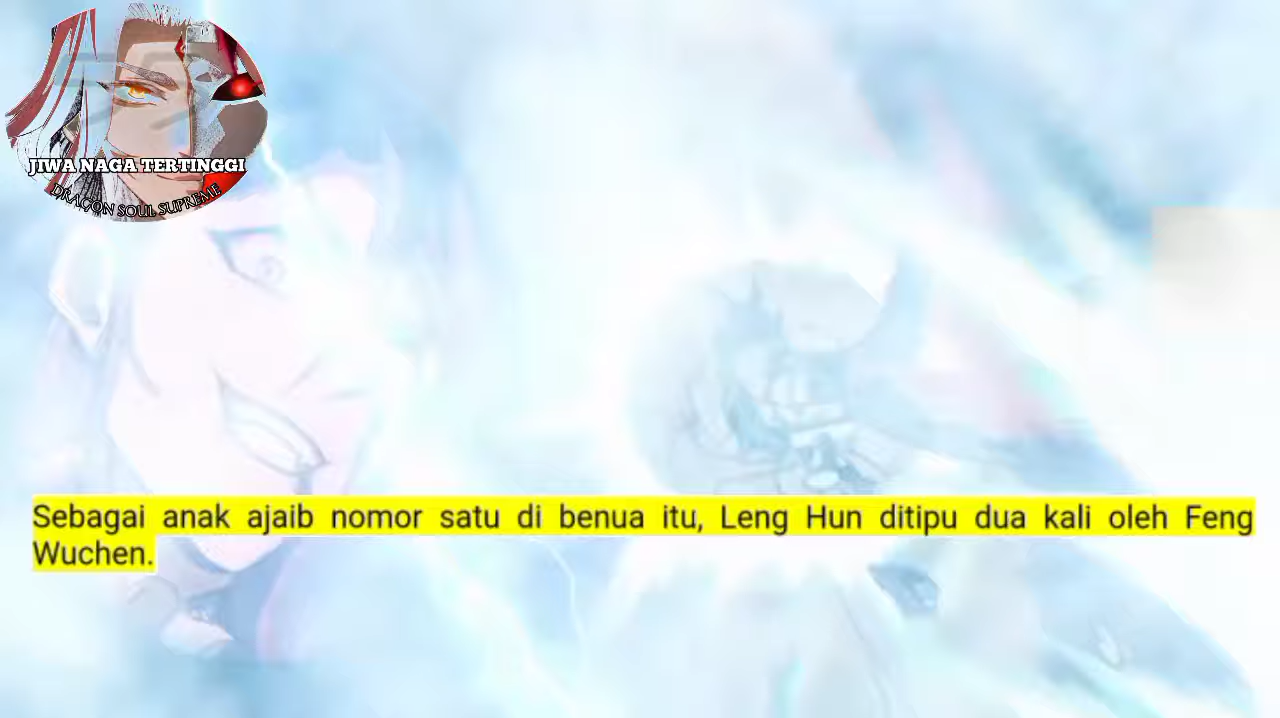 JIWA NAGA TERTINGGI
DRAGON SOUL SUPREME
Sebagai anak ajaib nomor satu di benua itu, Leng Hun ditipu dua kali oleh Feng
Wuchen.